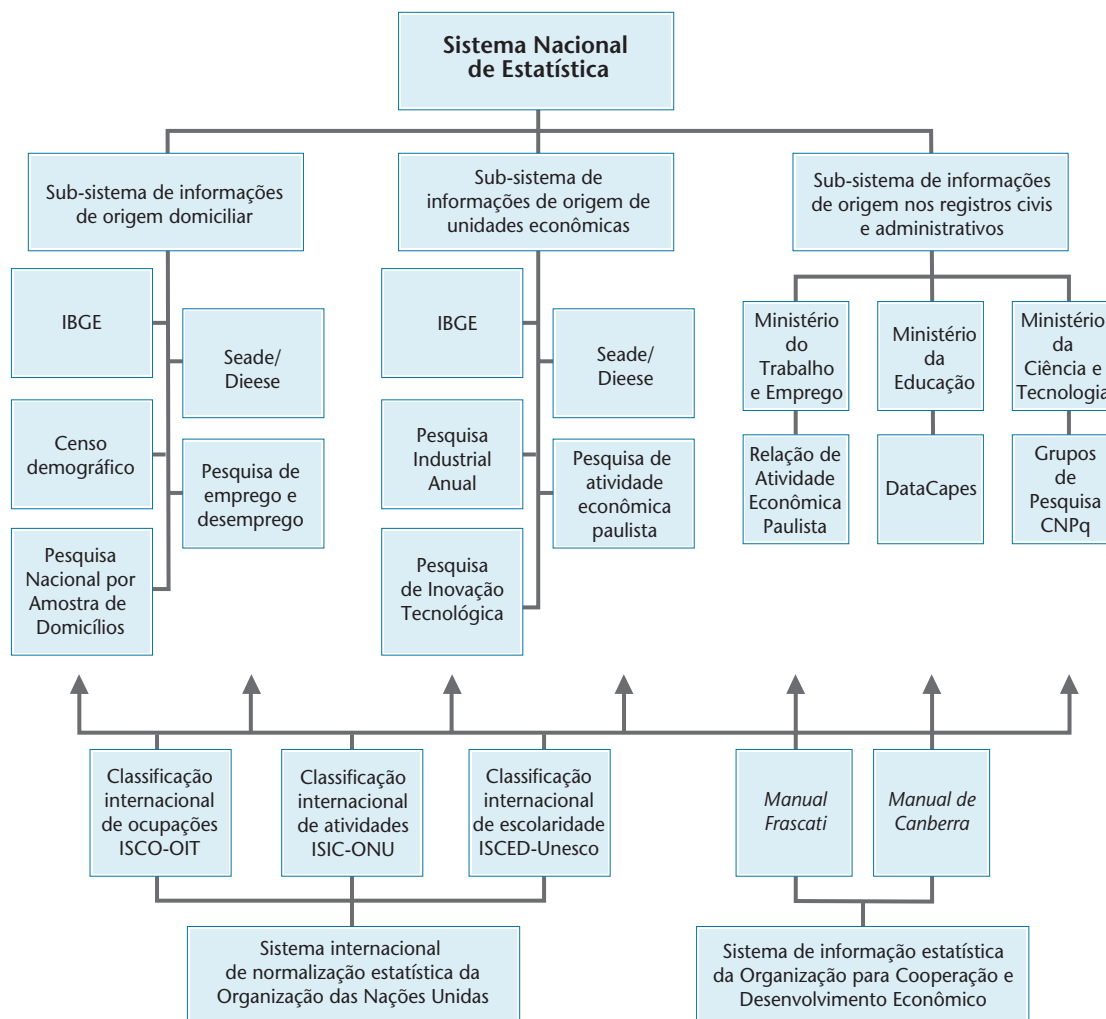 Sistema Nacional
de Estatística
Sub-sistema de informações
de origem domiciliar
Sub-sistema de
informações de origem de
unidades econômicas
Sub-sistema de informações
de origem nos registros civis
e administrativos
IBGE
Seade/
Dieese
Censo
demográfico
Pesquisa de
emprego e
desemprego
Pesquisa
Nacional por
Amostra de
Domicílios
IBGE
Seade/
Dieese
Pesquisa
Industrial
Anual
Pesquisa de
atividade
econômica
paulista
Pesquisa
de Inovação
Tecnológica
Ministério
do
Trabalho
e Emprego
Ministério
da
Educação
Ministério
da
Ciência e
Tecnologia
Relação de
Atividade
Econômica
Paulista
DataCapes
Grupos
de
Pesquisa
CNPq
Classificação
internacional
de ocupações
ISCO-OIT
Classificação
internacional
de atividades
ISIC-ONU
Classificação
internacional
de escolaridade
ISCED-Unesco
Manual
Frascati
Manual de
Canberra
Sistema internacional
de normalização estatística da
Organização das Nações Unidas
Sistema de informação estatística
da Organização para Cooperação e
Desenvolvimento Econômico